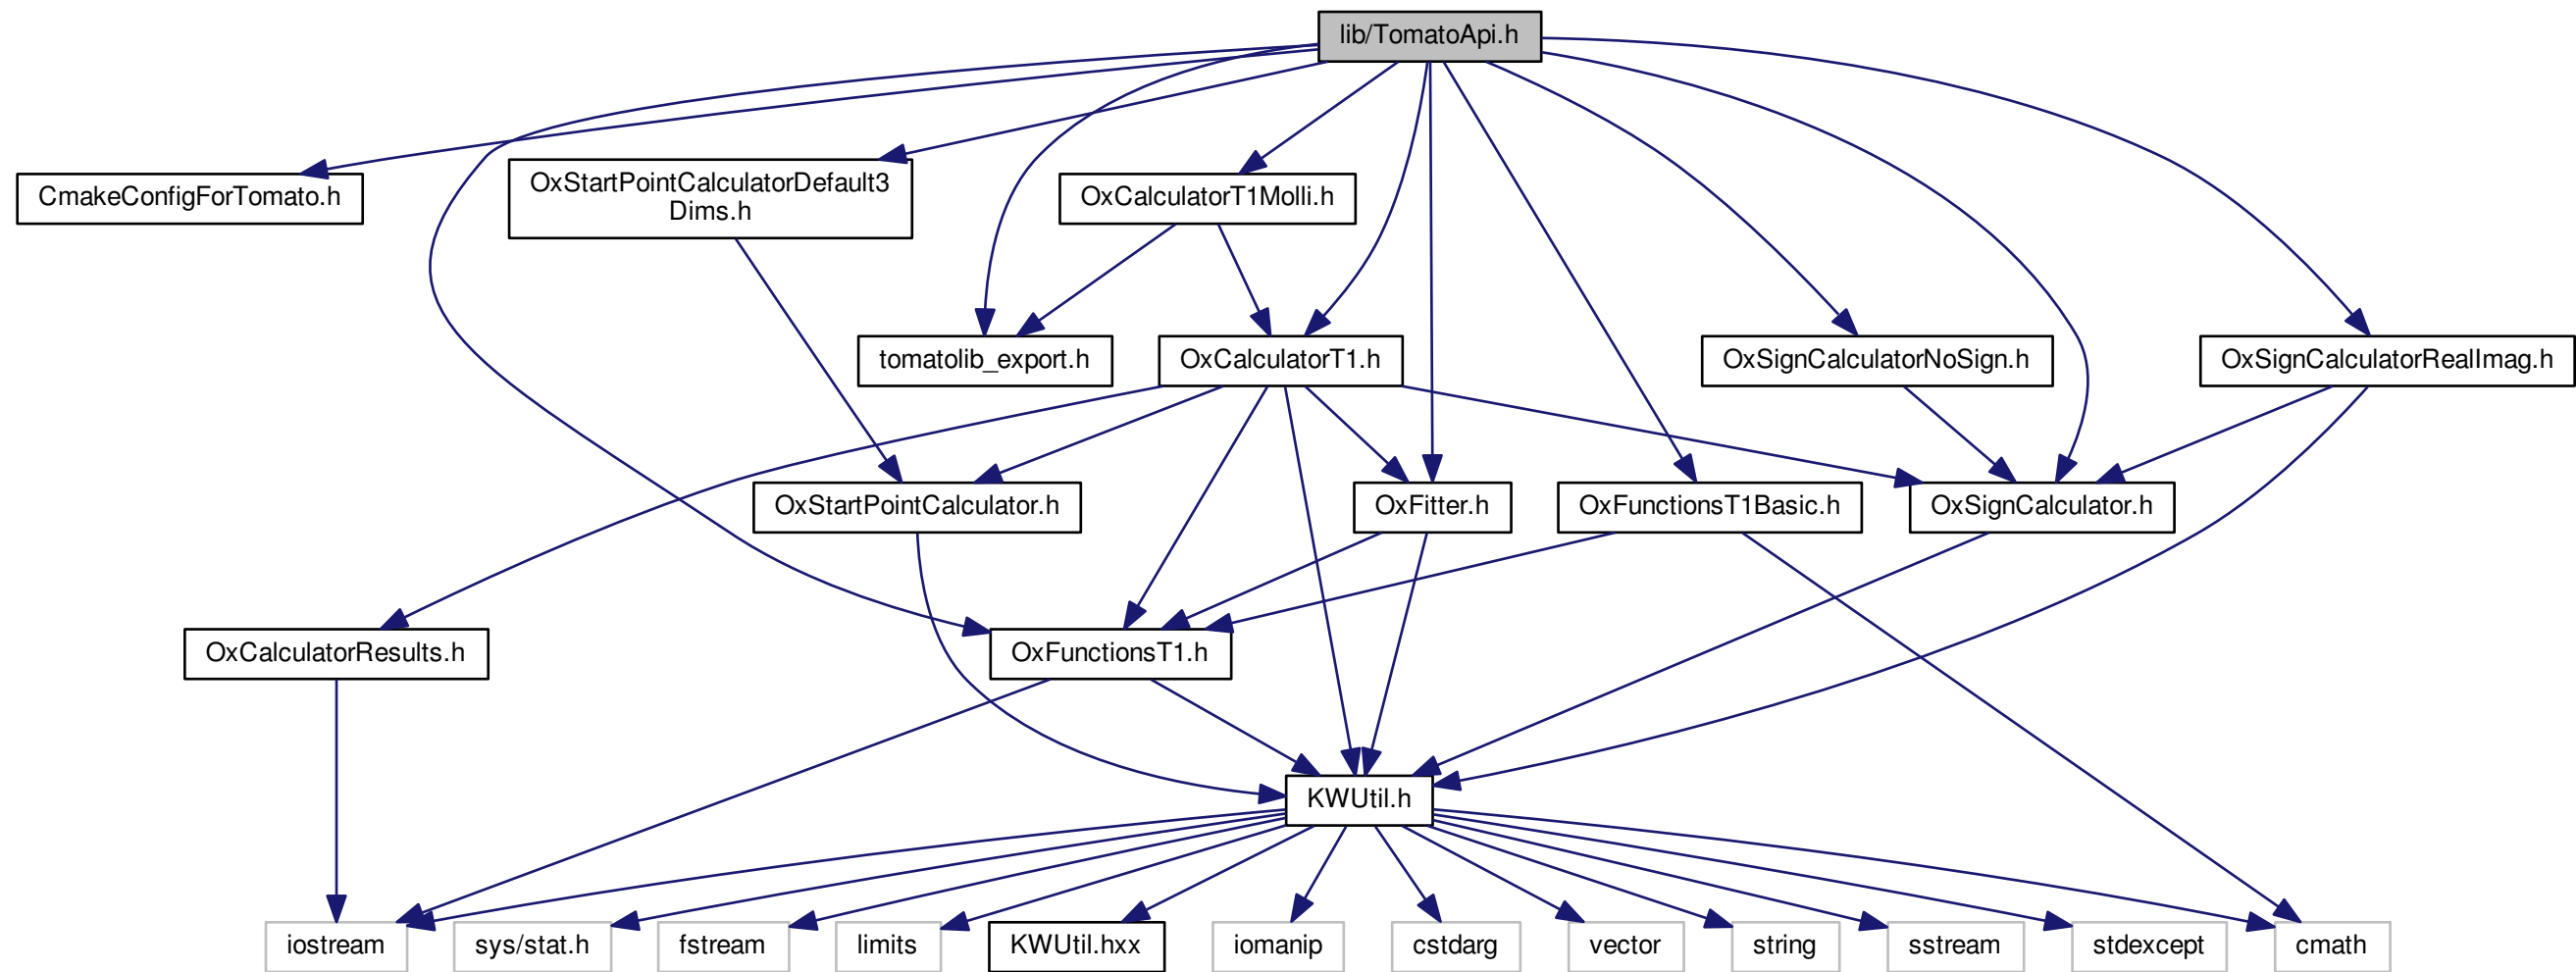 lib/TomatoApi.h
CmakeConfigForTomato.h
OxStartPointCalculatorDefault3
Dims.h
OxCalculatorT1Molli.h
tomatolib_export.h
OxCalculatorT1.h
OxSignCalculatorNoSign.h
OxSignCalculatorRealImag.h
OxStartPointCalculator.h
OxFitter.h
OxFunctionsT1Basic.h
OxSignCalculator.h
OxCalculatorResults.h
OxFunctionsT1.h
KWUtil.h
iostream
sys/stat.h
fstream
limits
KWUtil.hxx
iomanip
cstdarg
vector
string
sstream
stdexcept
cmath